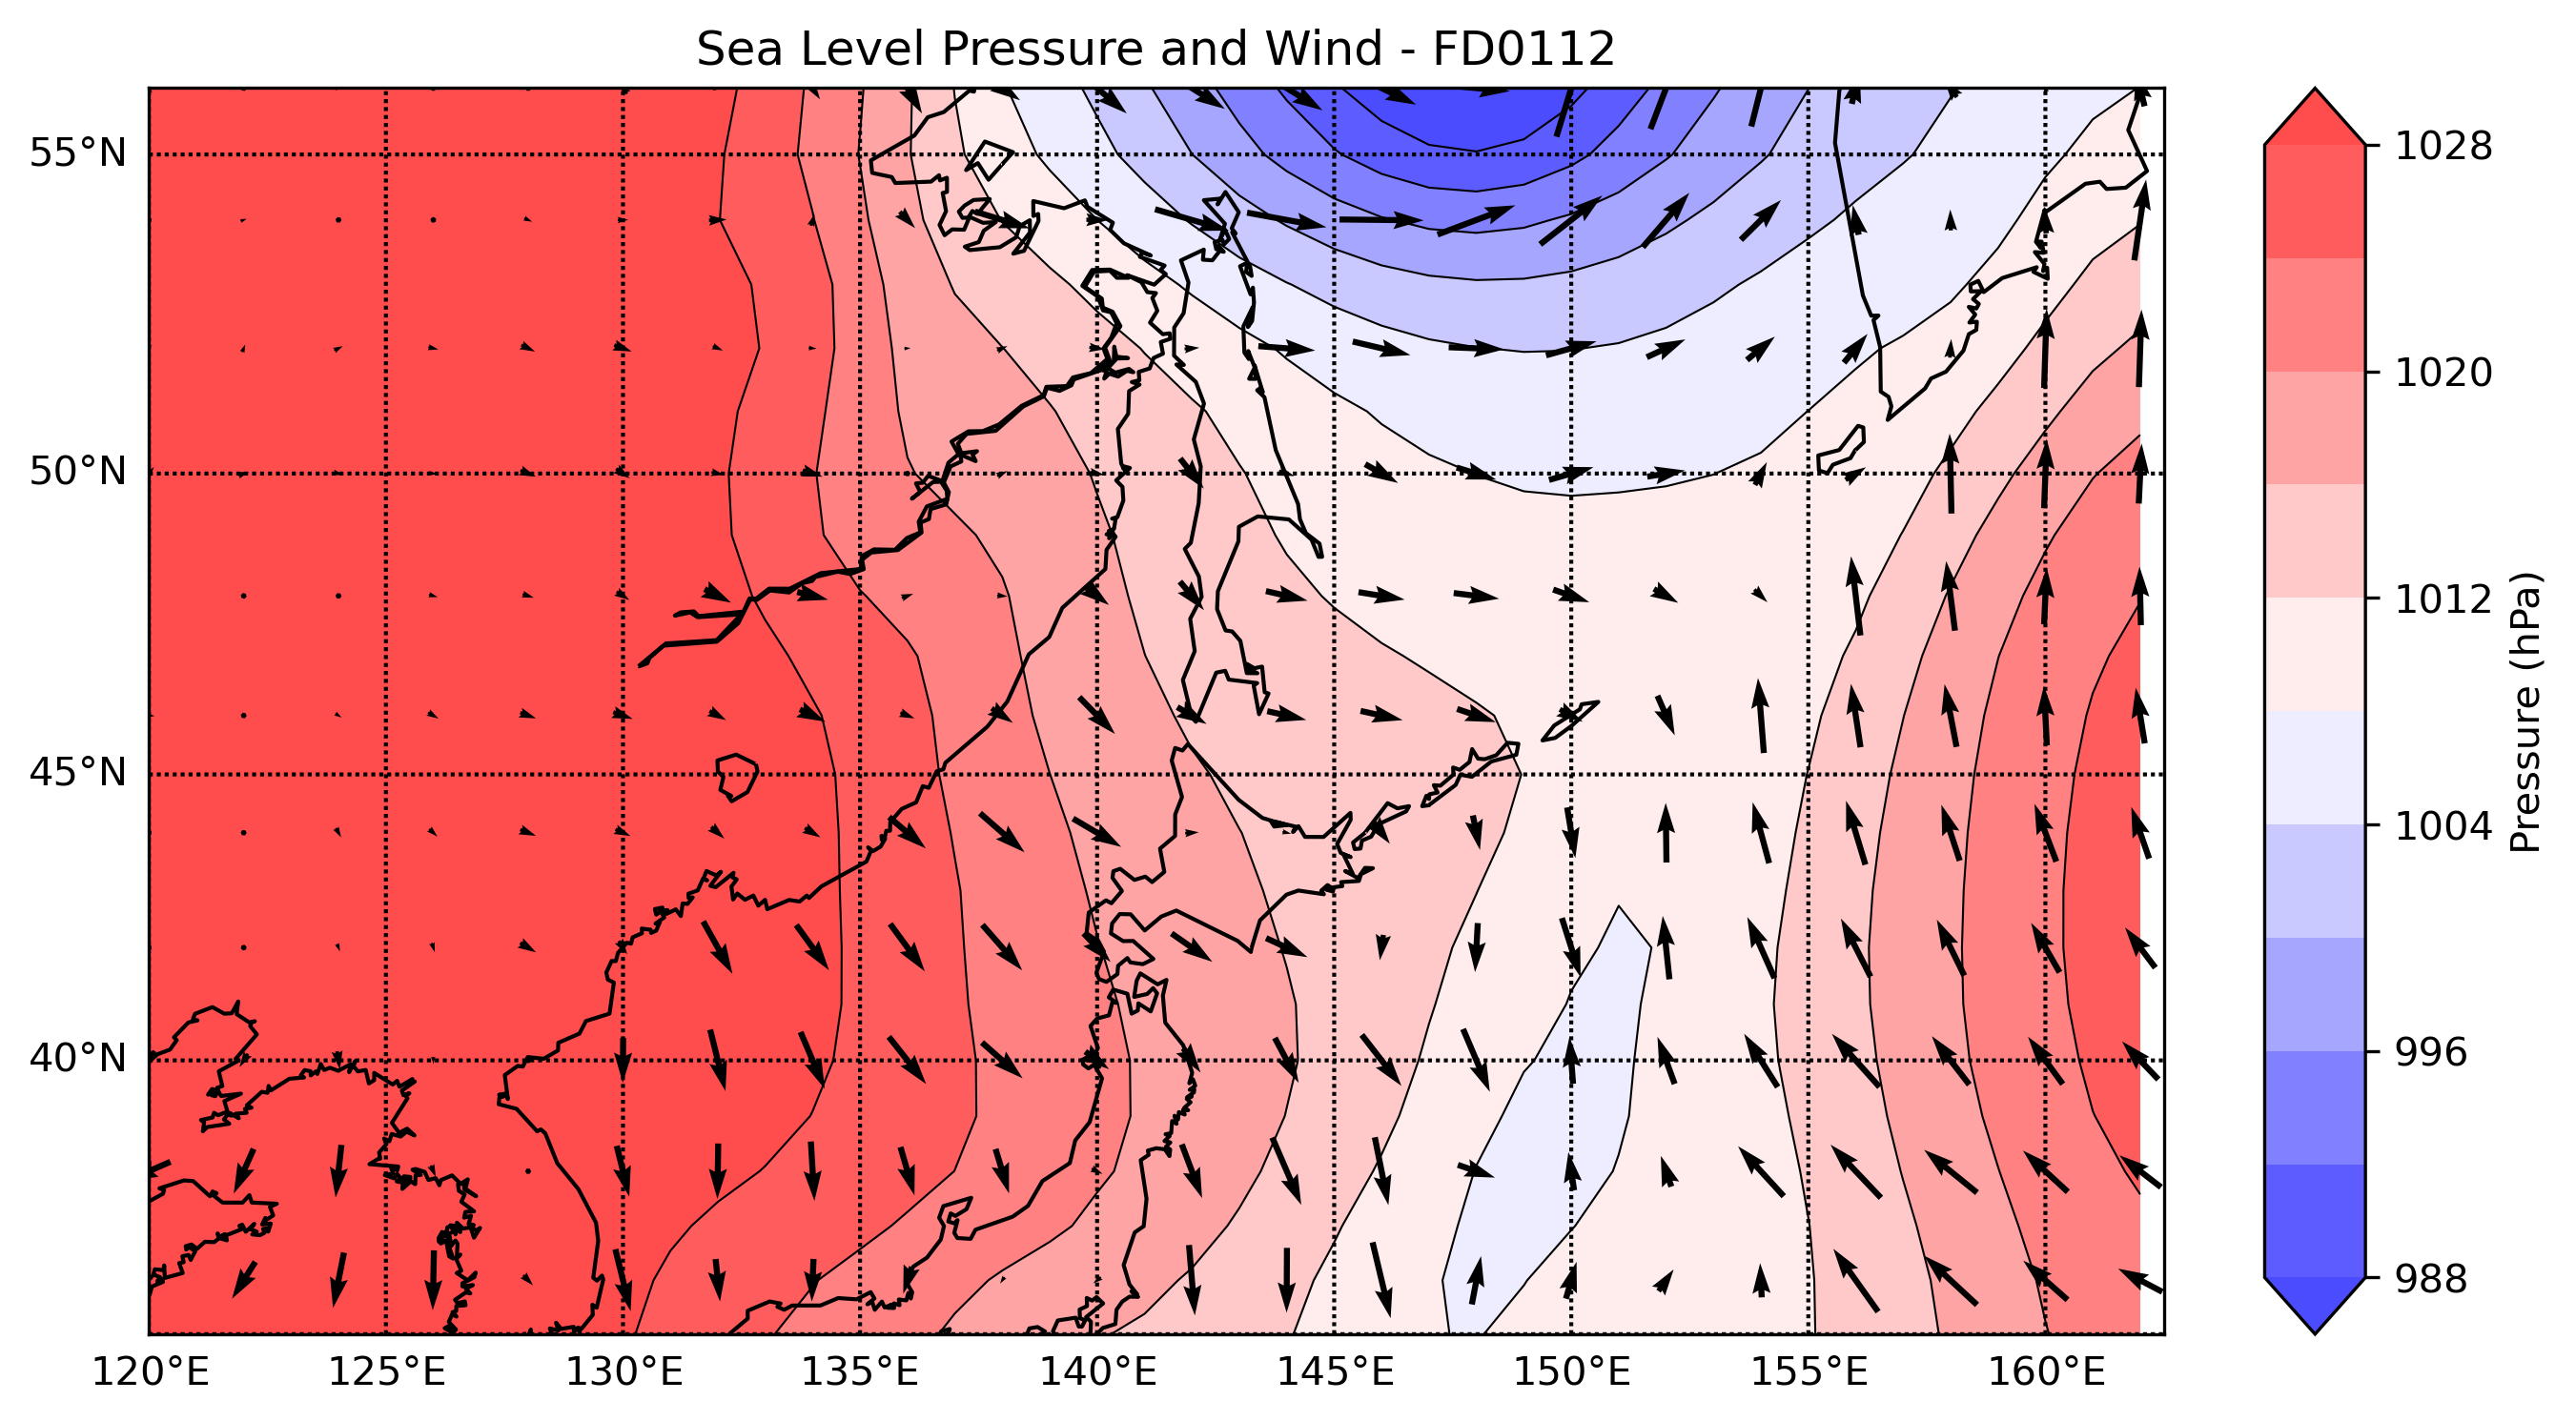 Sea Level Pressure and Wind - FD0112
55°N
50°N
45°N
40°N
120°E 125°E 130°E 135°E 140°E 145°E 150°E 155°E 160°E
1028
1020
1012
1004
996
988
Pressure (hPa)